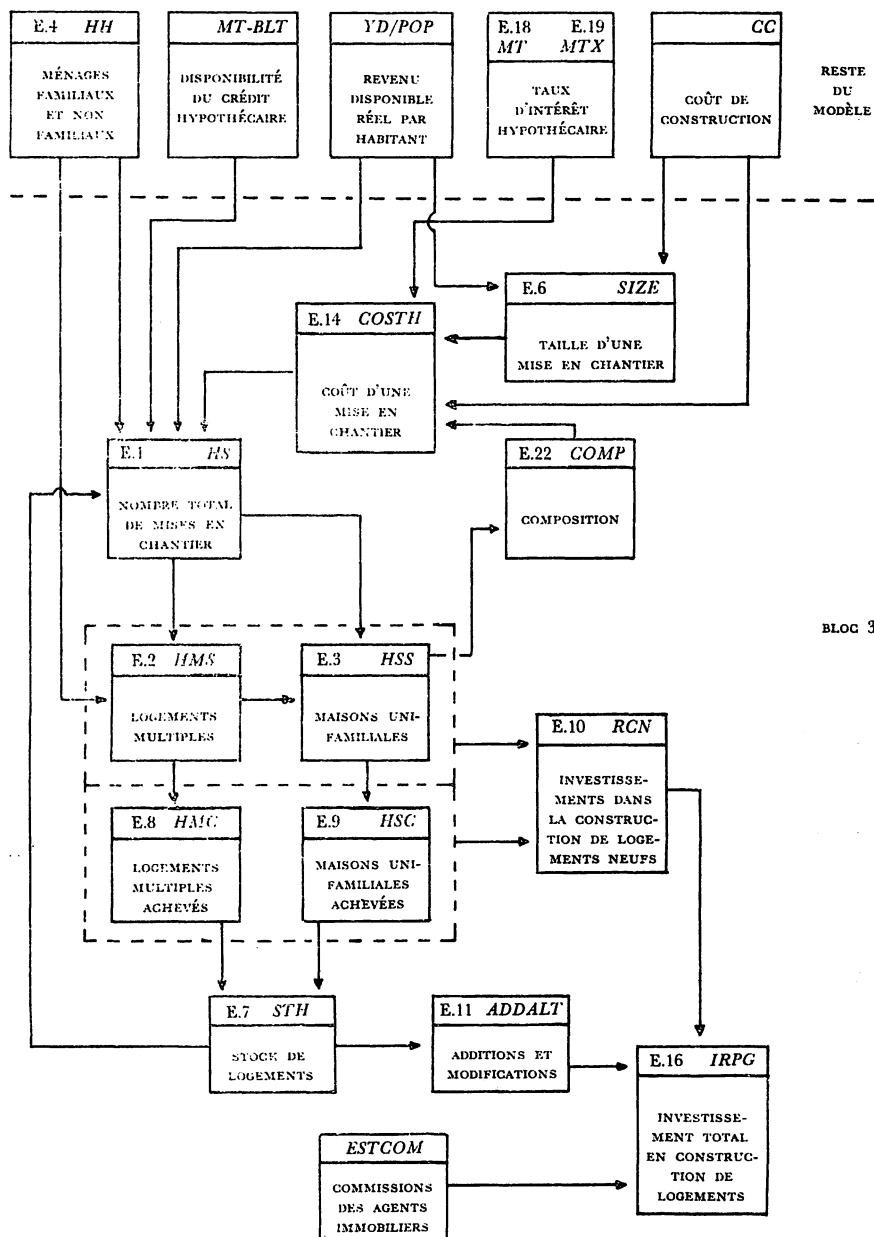 E.4 HH
MÉNAGES
FAMILIAUX
ET NON
FAMILIAUX
MT-BLT
DISPONIBILITÉ
DU CRÉDIT
HYPOTHÉCAIRE
YD/POP
REVENU
DISPONIBLE
RÉEL PAR
HABITANT
E.18 E.19
MT MTX
TAUX
D'INTÉRÊT
HYPOTHÉCAIRE
CC
COÛT DE
CONSTRUCTION
RESTE
DU
MODÈLE
E.6 SIZE
TAILLE D'UNE
MISE EN CHANTIER
E.14 COSTH
COÛT D'UNE
MISE EN
CHANTIER
E.1 HS
NOMBRE TOTAL
DE MISES EN
CHANTIER
E.22 COMP
COMPOSITION
BLOC 3
E.2 HMS
LOGEMENTS
MULTIPLES
E.3 HSS
MAISONS UNI-
FAMILIALES
E.10 RCN
INVESTISSE-
MENTS DANS
LA CONSTRUC-
TION DE LOGE-
MENTS NEUFS
E.8 HMC
LOGEMENTS
MULTIPLES
ACHEVÉS
E.9 HSC
MAISONS UNI-
FAMILIALES
ACHEVÉES
E.7 STH
STOCK DE
LOGEMENTS
E.11 ADDALT
ADDITIONS ET
MODIFICATIONS
E.16 IRPG
INVESTISSE-
MENT TOTAL
EN CONSTRUC-
TION DE
LOGEMENTS
ESTCOM
COMMISSIONS
DES AGENTS
IMMOBILIERS